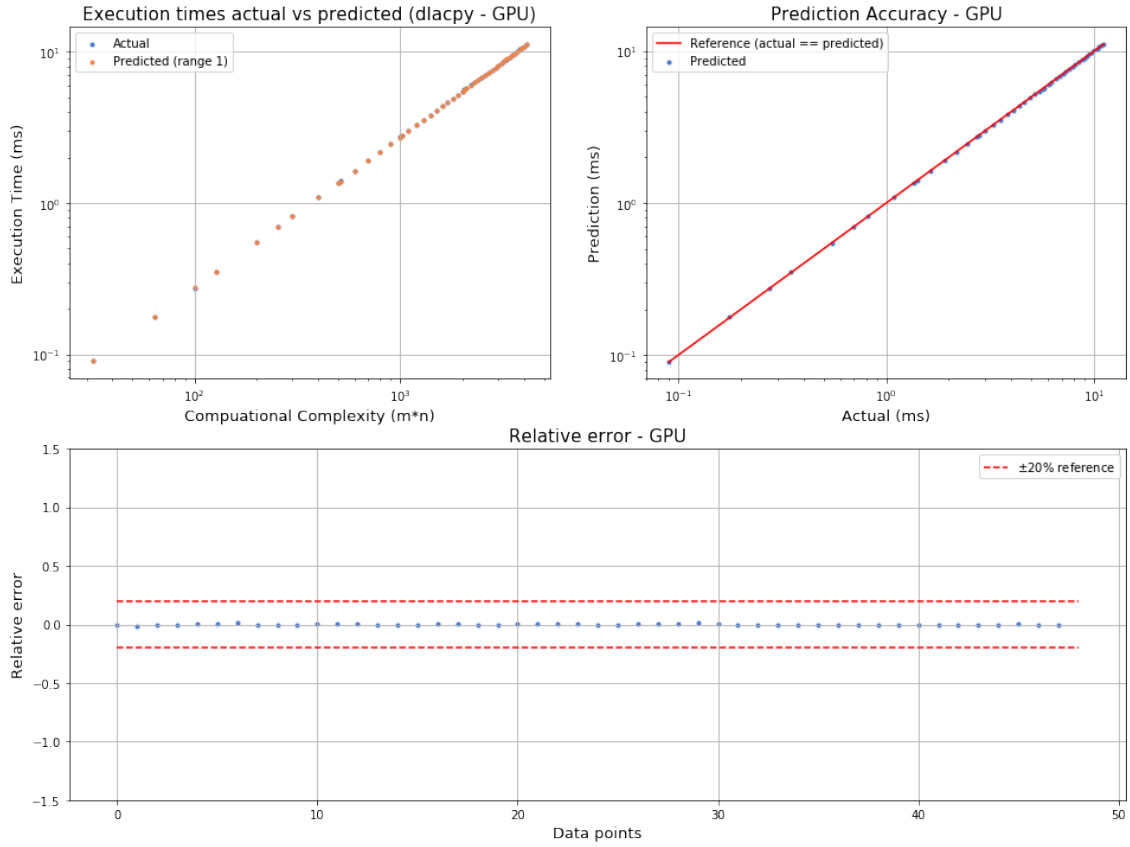 Execution times actual vs predicted (dlacpy - GPU)
Actual
Predicted (range 1)
Execution Time (ms)
10¹
10⁰
10⁻¹
10²
10³
Compuational Complexity (m*n)
Prediction Accuracy - GPU
Reference (actual == predicted)
Predicted
Prediction (ms)
10¹
10⁰
10⁻¹
10⁻¹
10⁰
10¹
Actual (ms)
Relative error - GPU
±20% reference
Relative error
1.5
1.0
0.5
0.0
−0.5
−1.0
−1.5
0
10
20
30
40
50
Data points